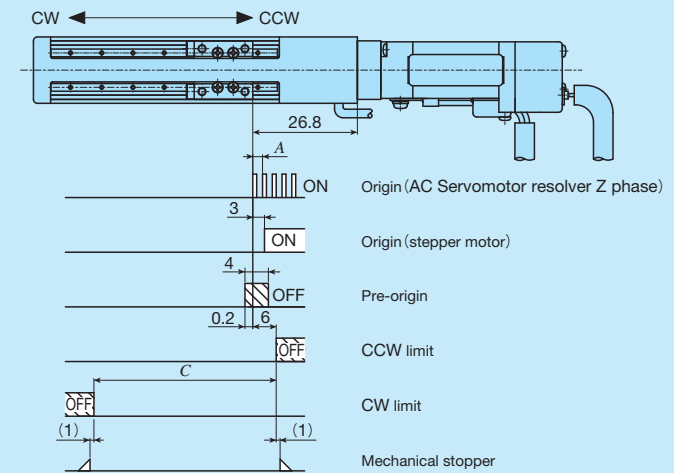 CW CCW
26.8
A
ON Origin (AC Servomotor resolver Z phase)
3
ON Origin (stepper motor)
4
OFF Pre-origin
0.2 6
OFF CCW limit
C
OFF CW limit
(1) (1)
Mechanical stopper